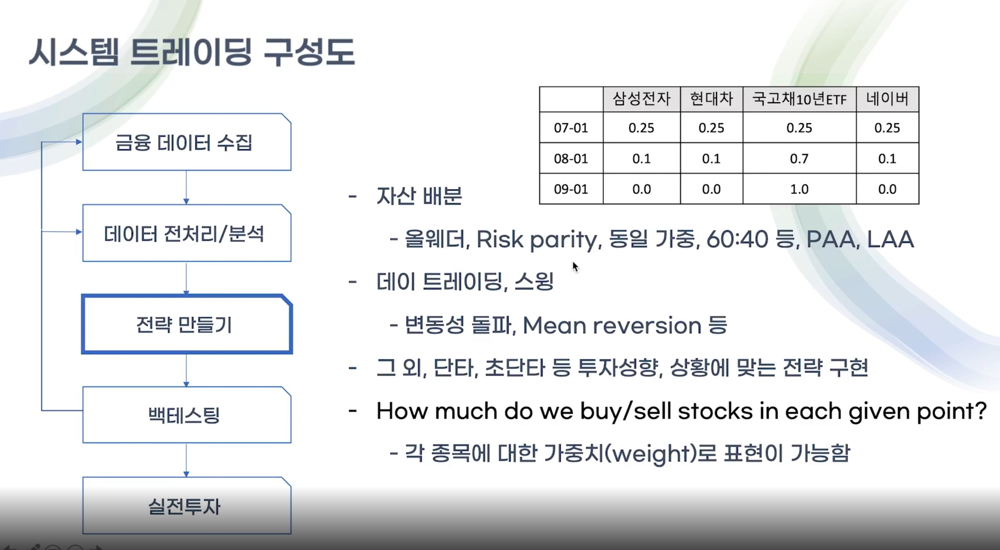 시스템 트레이딩 구성도
금융 데이터 수집
데이터 전처리/분석
전략 만들기
백테스팅
실전투자
삼성전자 현대차 국고채10년ETF 네이버
07-01 0.25 0.25 0.25 0.25
08-01 0.1 0.1 0.7 0.1
09-01 0.0 0.0 1.0 0.0
- 자산 배분
- 올웨더, Risk parity, 동일 가중, 60:40 등, PAA, LAA
- 데이 트레이딩, 스윙
- 변동성 돌파, Mean reversion 등
- 그 외, 단타, 초단타 등 투자성향, 상황에 맞는 전략 구현
- How much do we buy/sell stocks in each given point?
- 각 종목에 대한 가중치(weight)로 표현이 가능함